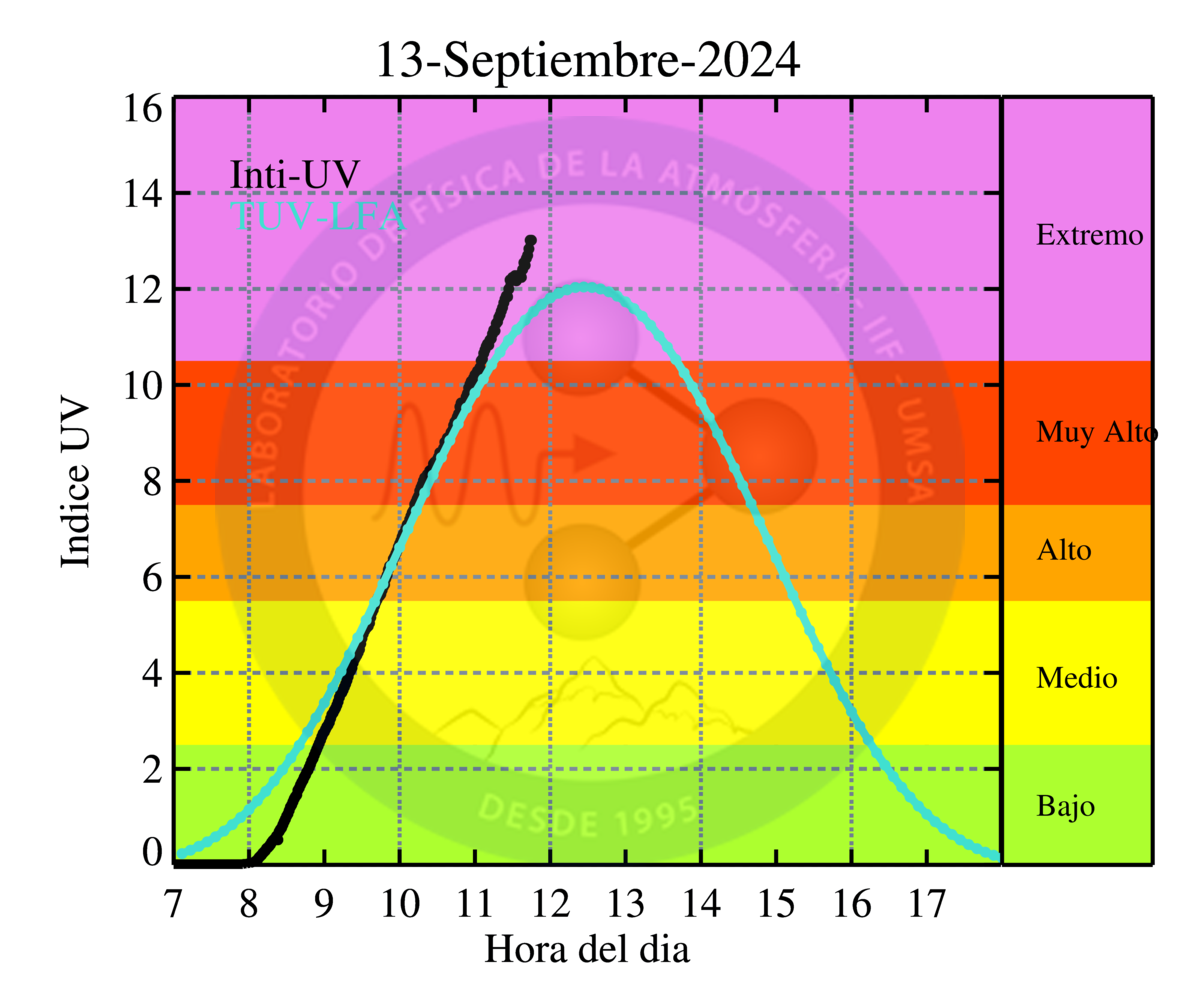 13-Septiembre-2024
16
14
12
10
8
6
4
2
0
Indice UV
Inti-UV
TUV-LFA
LABORATORIO DE FÍSICA DE LA ATMÓSFERA - IIF - UMSA
DESDE 1995
Extremo
Muy Alto
Alto
Medio
Bajo
7 8 9 10 11 12 13 14 15 16 17
Hora del dia